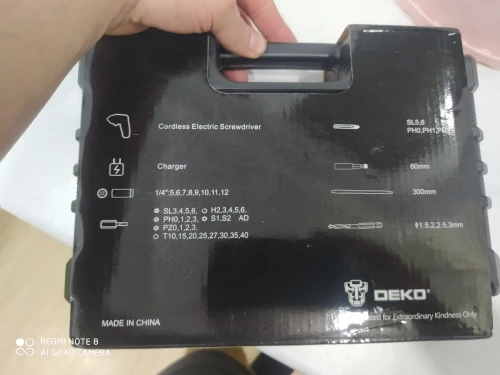 Cordless Electric Screwdriver
SL5,6
PH0,PH1,
Charger
60mm
1/4":5,6,7,8,9,10,11,12
300mm
SL3,4,5,6, H2,3,4,5,6,
PH0,1,2,3, S1,S2 AD
PZ0,1,2,3,
T10,15,20,25,27,30,35,40
ϕ1.5,2,2.5,3mm
DEKO®
for Extraordinary Kindness Only
MADE IN CHINA
REDMI NOTE 8
AI QUAD CAMERA